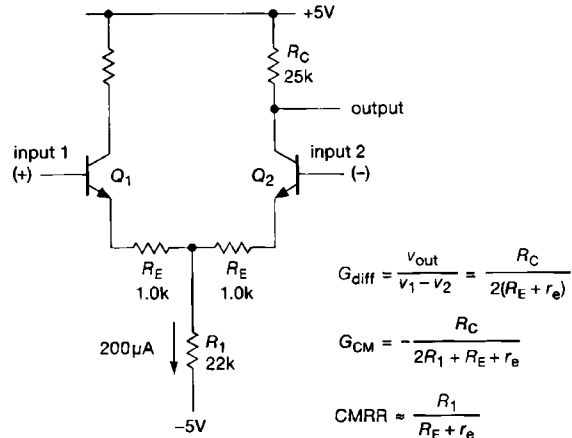 +5V
R_C
25k
output
input 1
(+)
Q_1
Q_2
input 2
(−)
R_E
1.0k
R_E
1.0k
200μA
R_1
22k
−5V
G_diff = v_out / (v_1 − v_2) = R_C / 2(R_E + r_e)
G_CM = − R_C / (2R_1 + R_E + r_e)
CMRR ≈ R_1 / (R_E + r_e)